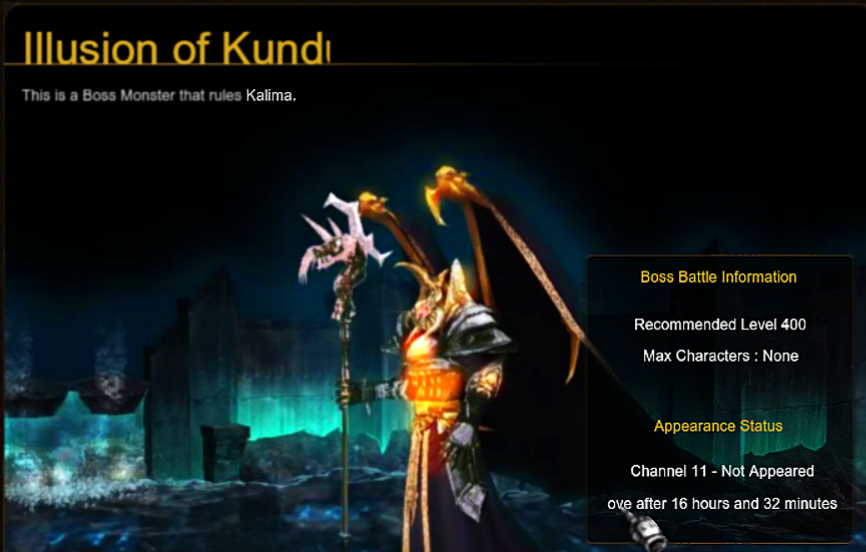 Illusion of Kund
This is a Boss Monster that rules Kalima.
Boss Battle Information
Recommended Level 400
Max Characters : None
Appearance Status
Channel 11 - Not Appeared
ove after 16 hours and 32 minutes